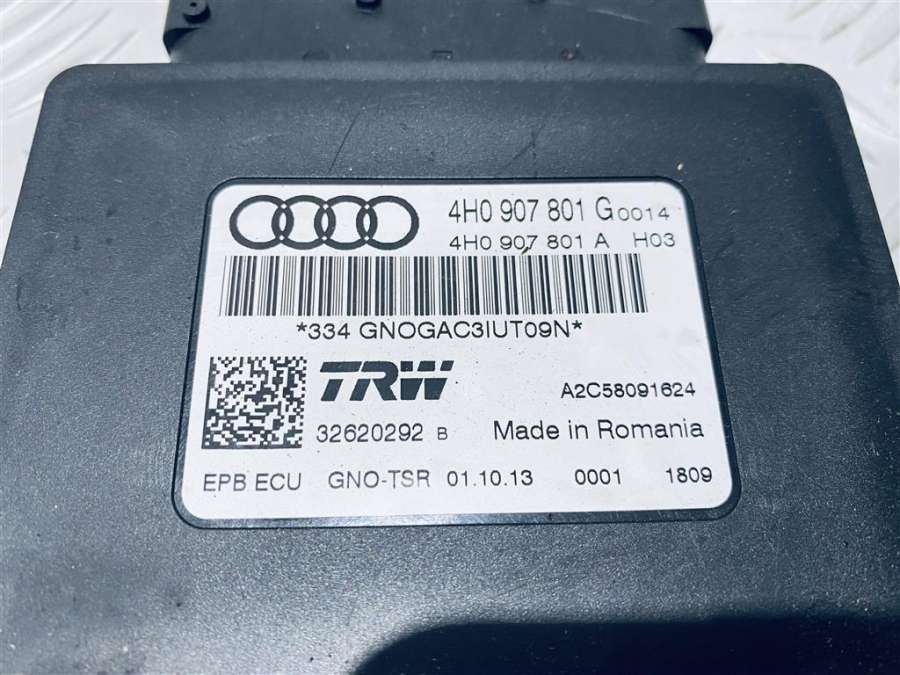 4H0 907 801 G 0014
4H0 907 801 A H03
*334 GNOGAC3IUT09N*
TRW
A2C58091624
32620292 B Made in Romania
EPB ECU GNO-TSR 01.10.13 0001 1809